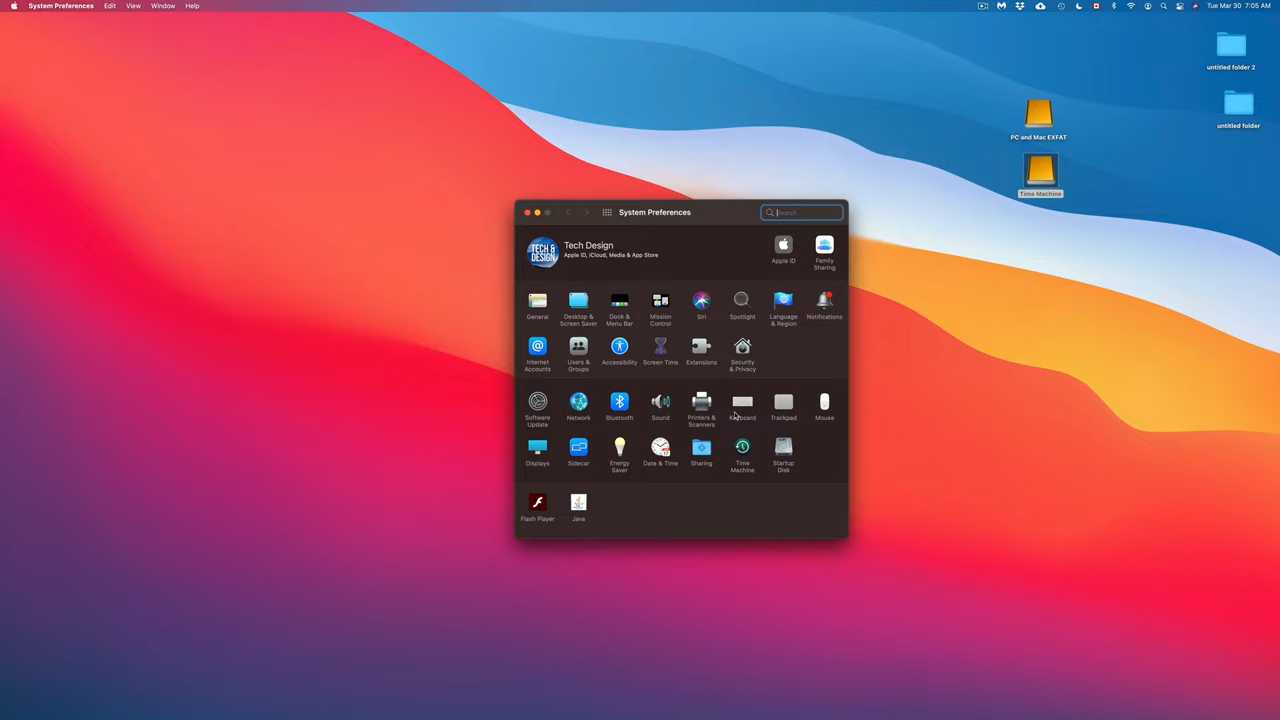 System Preferences Edit View Window Help
Tue Mar 30 7:05 AM
untitled folder 2
untitled folder
PC and Mac EXFAT
Time Machine
System Preferences
Search
TECH &
DESIGN
Tech Design
Apple ID, iCloud, Media & App Store
Apple ID
Family
Sharing
General
Desktop &
Screen Saver
Dock &
Menu Bar
Mission
Control
Siri
Spotlight
Language
& Region
Notifications
Internet
Accounts
Users &
Groups
Accessibility
Screen Time
Extensions
Security
& Privacy
Software
Update
Network
Bluetooth
Sound
Printers &
Scanners
Keyboard
Trackpad
Mouse
Displays
Sidecar
Energy
Saver
Date & Time
Sharing
Time
Machine
Startup
Disk
Flash Player
Java